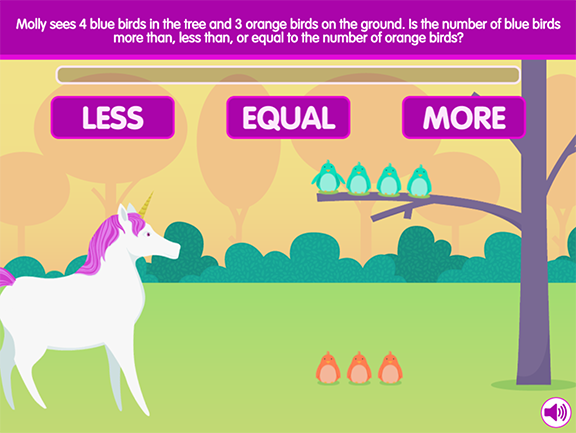 Molly sees 4 blue birds in the tree and 3 orange birds on the ground. Is the number of blue birds
more than, less than, or equal to the number of orange birds?
LESS
EQUAL
MORE